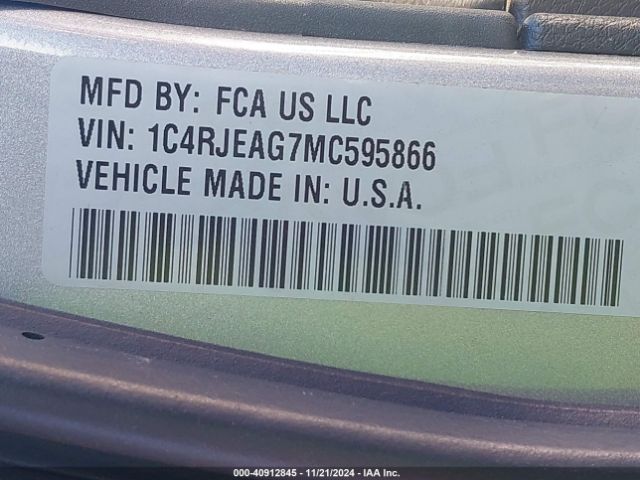 MFD BY: FCA US LLC
VIN: 1C4RJEAG7MC595866
VEHICLE MADE IN: U.S.A.
000-40912845 - 11/21/2024 - IAA Inc.